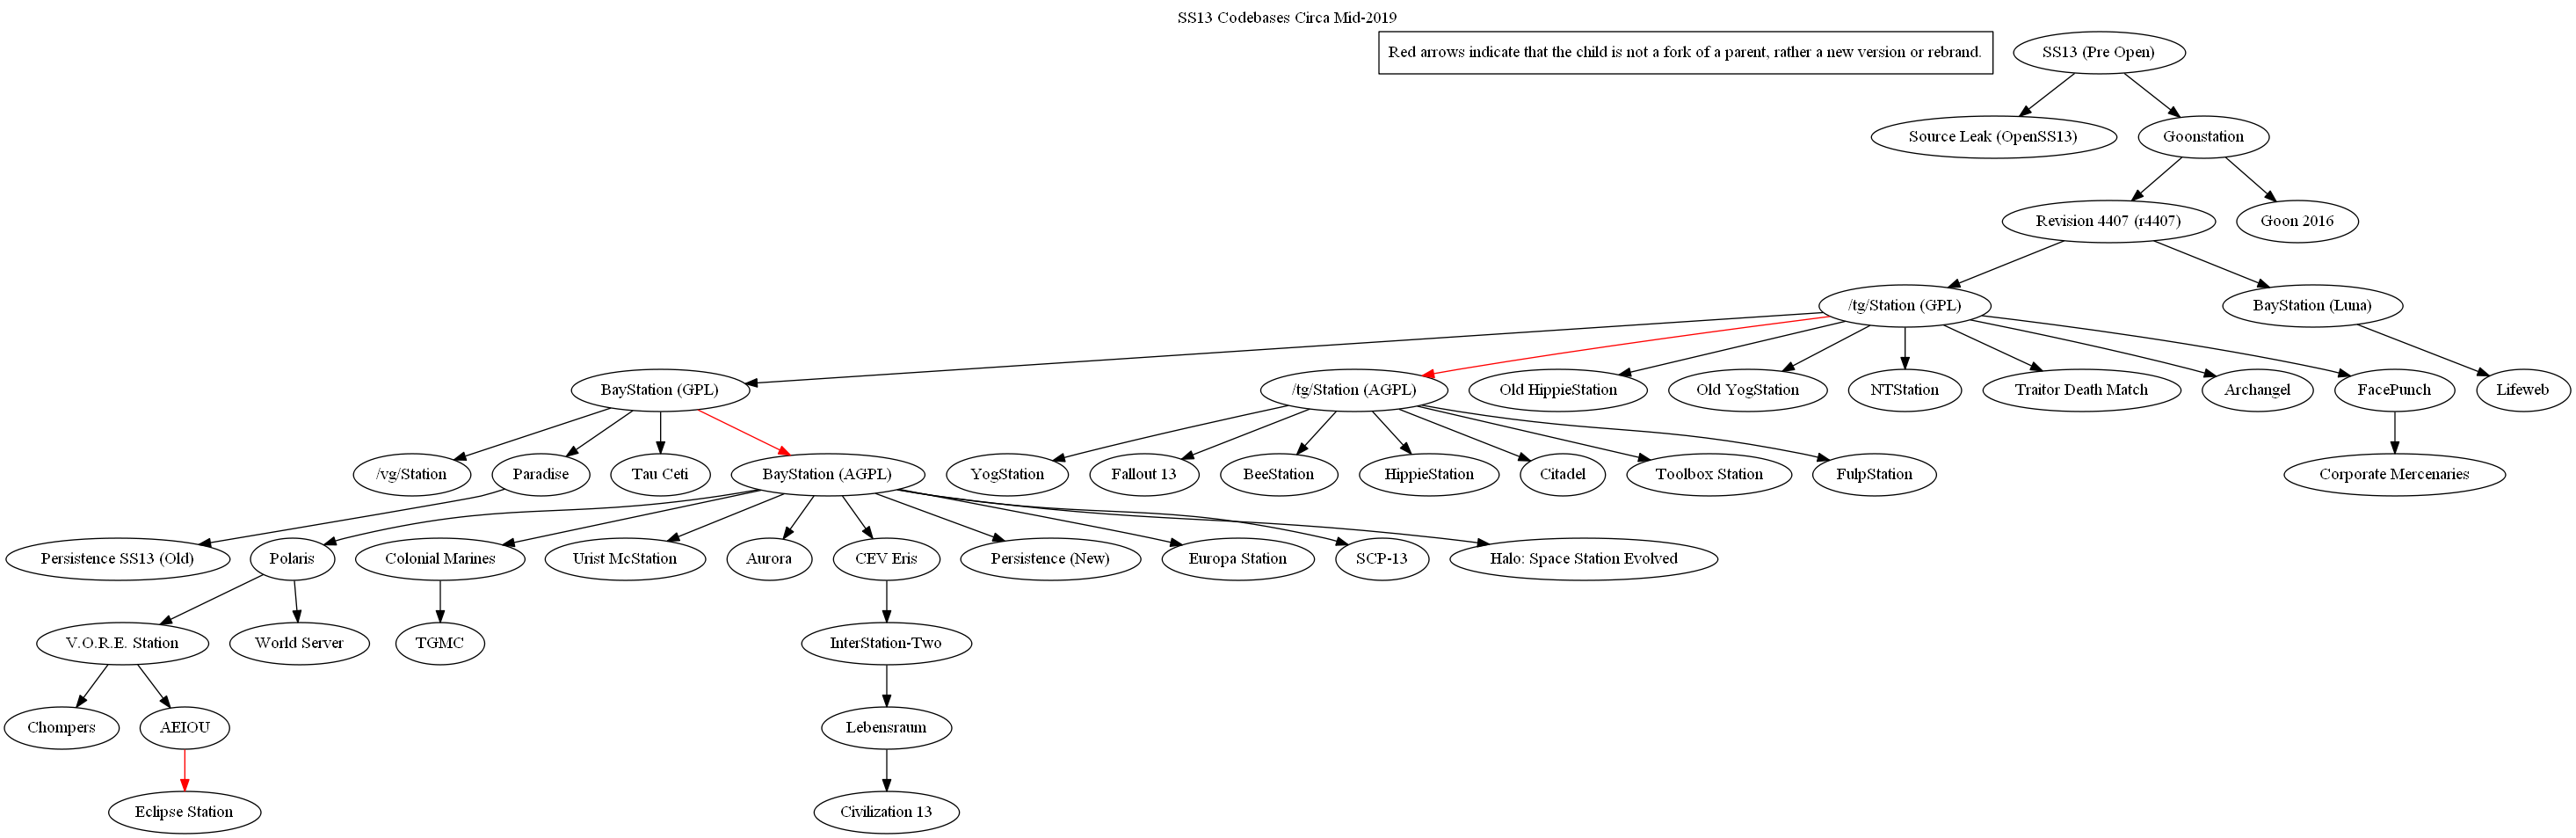 SS13 Codebases Circa Mid-2019
Red arrows indicate that the child is not a fork of a parent, rather a new version or rebrand.
SS13 (Pre Open)
Source Leak (OpenSS13)
Goonstation
Revision 4407 (r4407)
Goon 2016
/tg/Station (GPL)
BayStation (Luna)
BayStation (GPL)
/tg/Station (AGPL)
Old HippieStation
Old YogStation
NTStation
Traitor Death Match
Archangel
FacePunch
Lifeweb
/vg/Station
Paradise
Tau Ceti
BayStation (AGPL)
YogStation
Fallout 13
BeeStation
HippieStation
Citadel
Toolbox Station
FulpStation
Corporate Mercenaries
Persistence SS13 (Old)
Polaris
Colonial Marines
Urist McStation
Aurora
CEV Eris
Persistence (New)
Europa Station
SCP-13
Halo: Space Station Evolved
V.O.R.E. Station
World Server
TGMC
InterStation-Two
Chompers
AEIOU
Lebensraum
Eclipse Station
Civilization 13